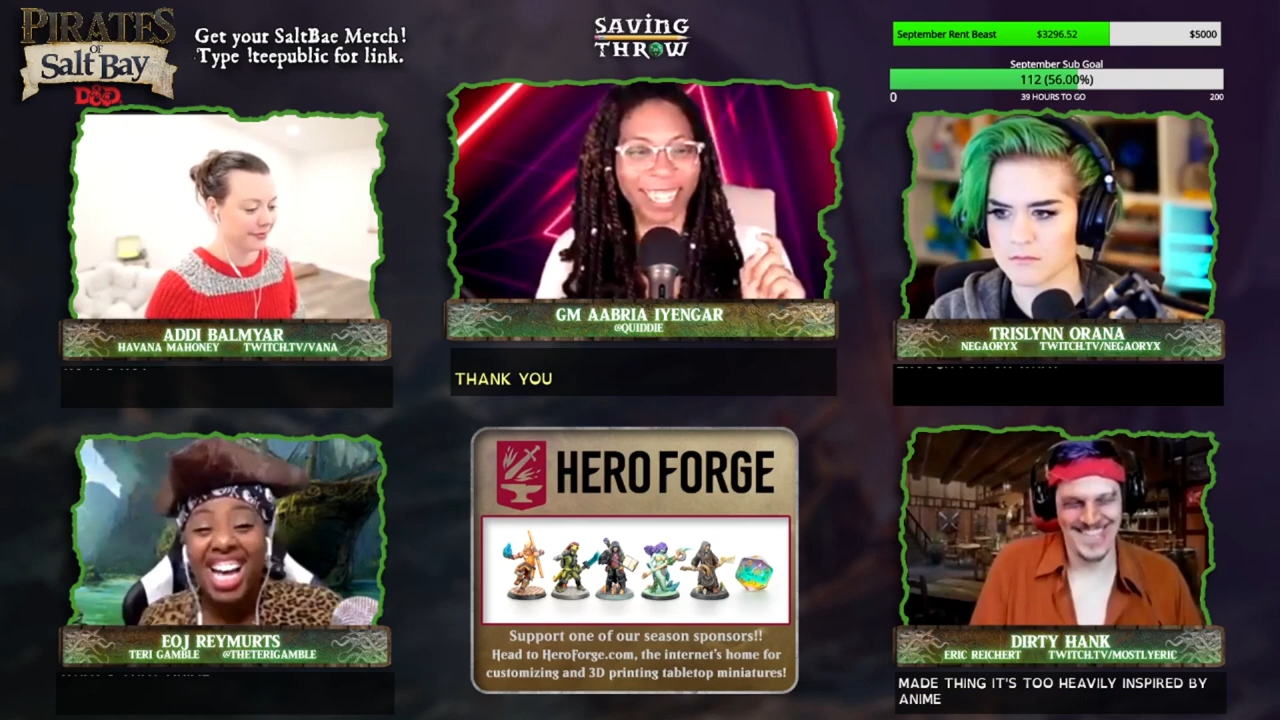 PIRATES
OF
Salt Bay
D&D
Get your SaltBae Merch!
Type !teepublic for link.
SAVING
THROW
September Rent Beast $3296.52 $5000
September Sub Goal
112 (56.00%)
0 39 HOURS TO GO 200
ADDI BALMYAR
HAVANA MAHONEY TWITCH.TV/VANA
GM AABRIA IYENGAR
@QUIDDIE
THANK YOU
TRISLYNN ORANA
NEGAORYX TWITCH.TV/NEGAORYX
EOJ REYMURTS
TERI GAMBLE @THETERIGAMBLE
HERO FORGE
Support one of our season sponsors!!
Head to HeroForge.com, the internet's home for
customizing and 3D printing tabletop miniatures!
DIRTY HANK
ERIC REICHERT TWITCH.TV/MOSTLYERIC
MADE THING IT'S TOO HEAVILY INSPIRED BY
ANIME